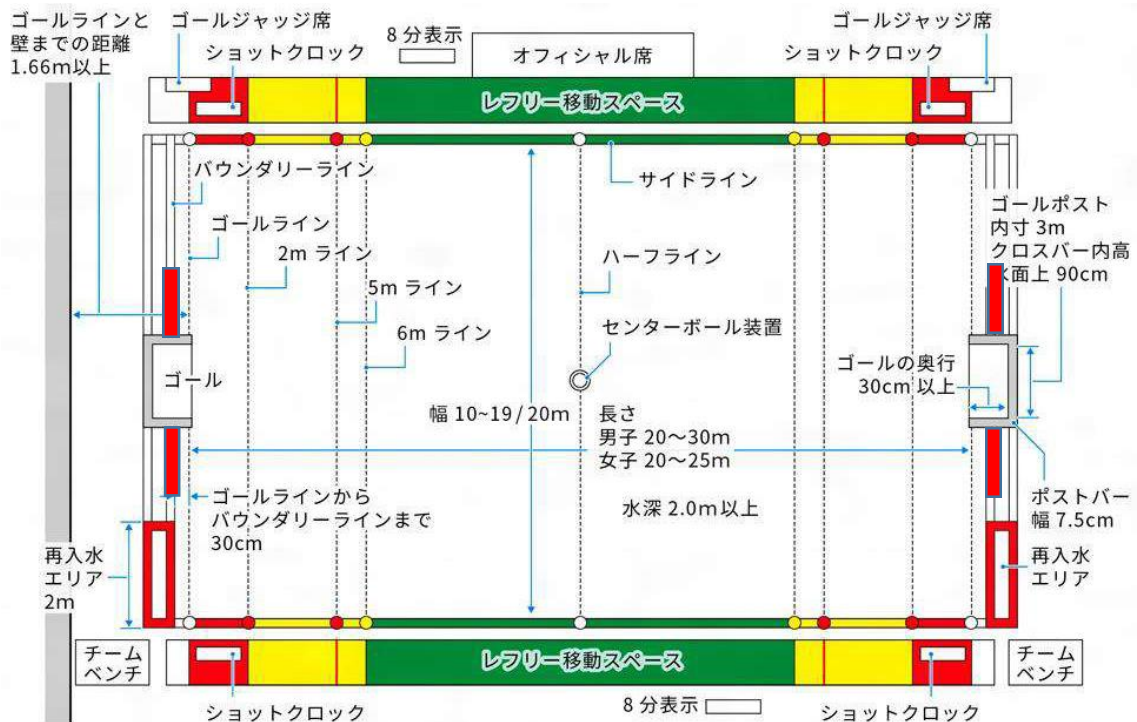 ゴールラインと
壁までの距離
1.66m以上
ゴールジャッジ席
ショットクロック
8分表示
オフィシャル席
ゴールジャッジ席
ショットクロック
レフリー移動スペース
バウンダリーライン
サイドライン
ゴールライン
2m ライン
ハーフライン
5m ライン
6m ライン
センターボール装置
ゴールポスト
内寸 3m
クロスバー内高
水面上 90cm
ゴール
ゴールの奥行
30cm 以上
幅 10~19/20m
長さ
男子 20〜30m
女子 20〜25m
水深 2.0m以上
ゴールラインから
バウンダリーラインまで
30cm
ポストバー
幅 7.5cm
再入水
エリア
2m
再入水
エリア
チーム
ベンチ
レフリー移動スペース
チーム
ベンチ
ショットクロック
8分表示
ショットクロック